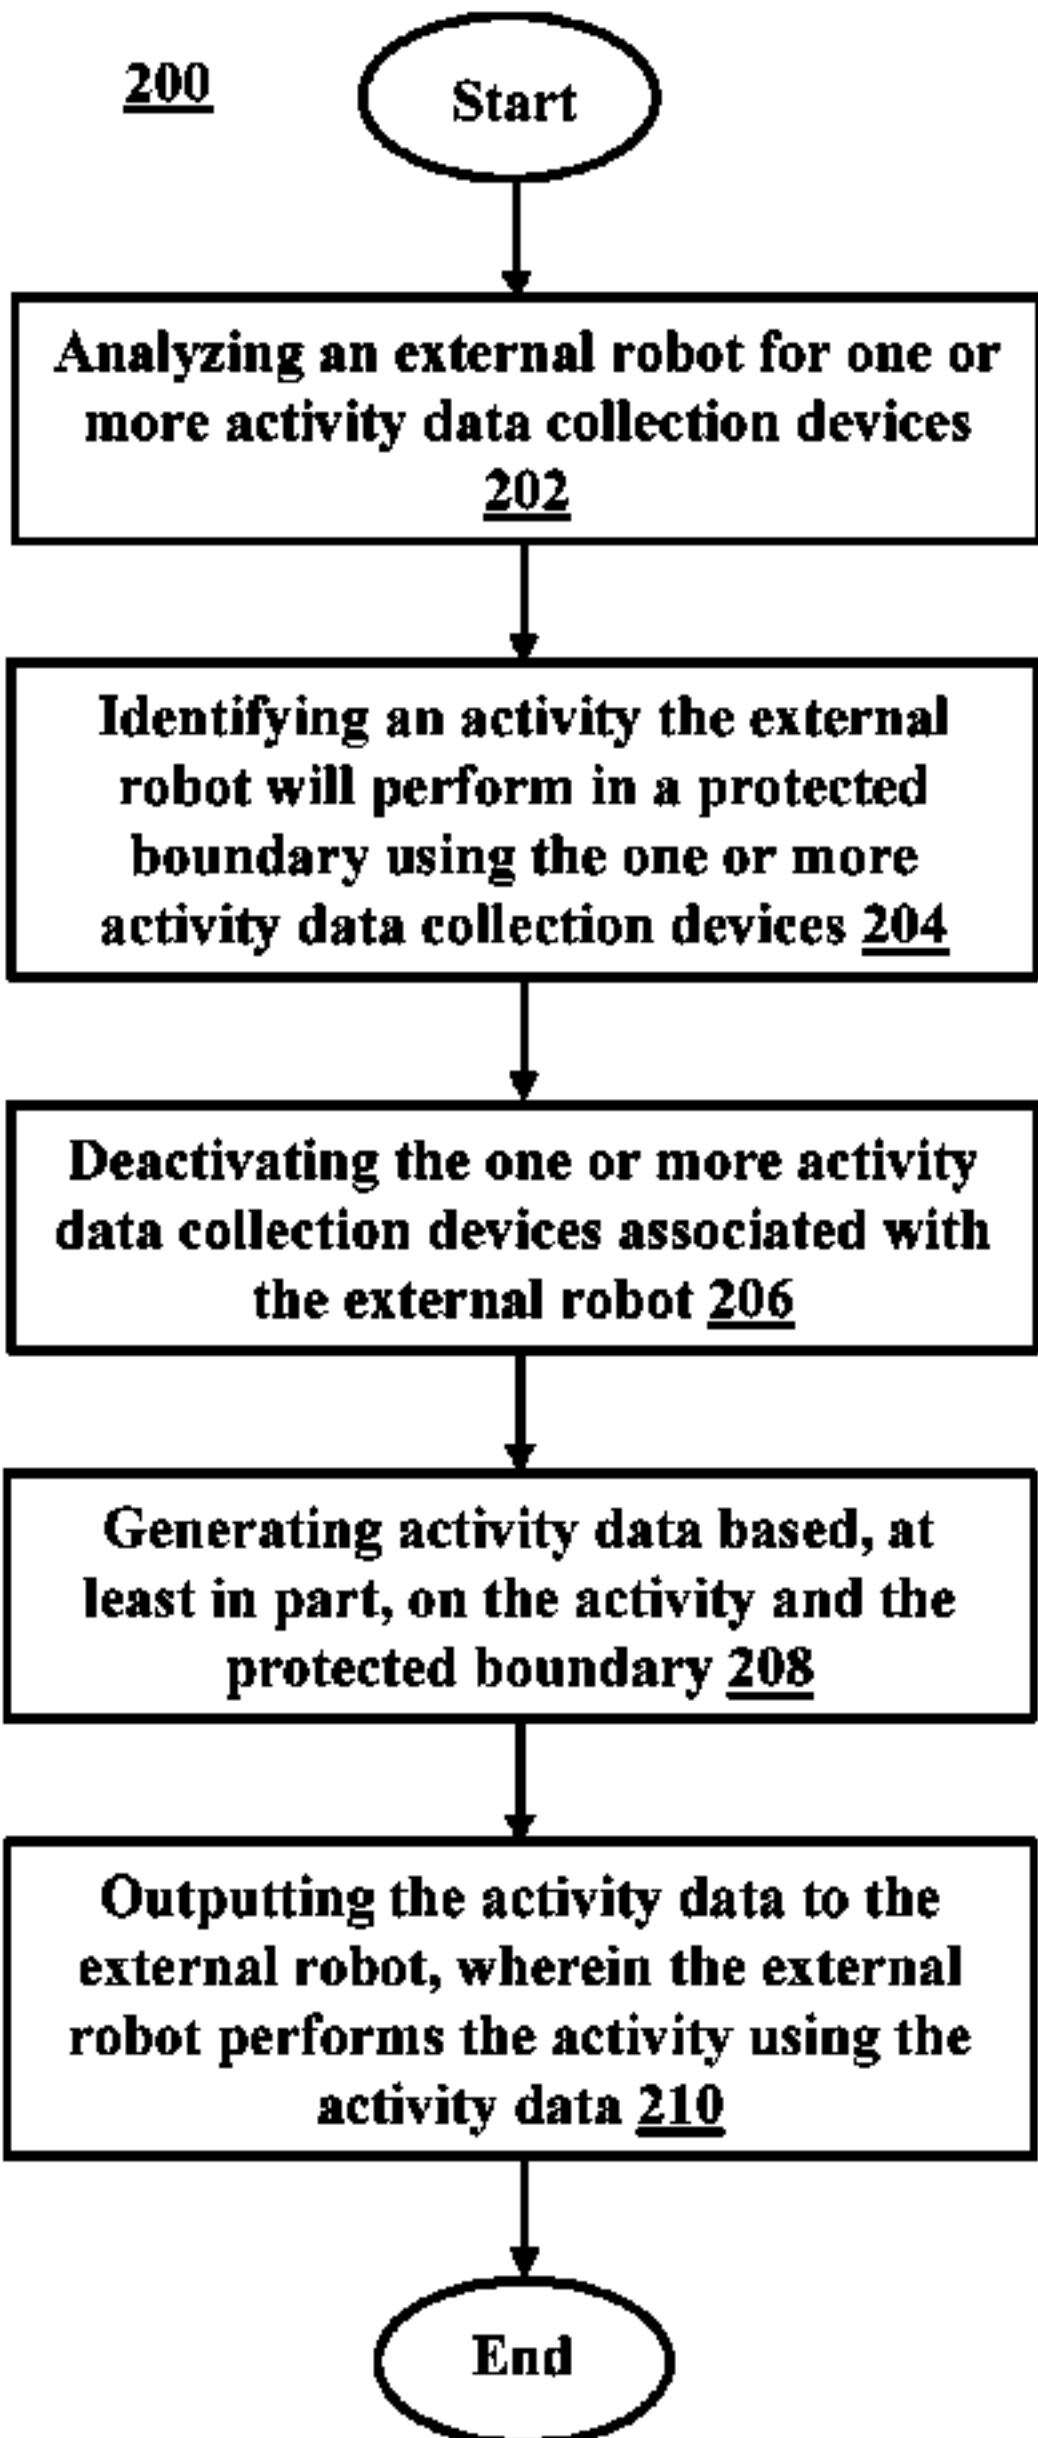 200
Start
Analyzing an external robot for one or
more activity data collection devices
202
Identifying an activity the external
robot will perform in a protected
boundary using the one or more
activity data collection devices 204
Deactivating the one or more activity
data collection devices associated with
the external robot 206
Generating activity data based, at
least in part, on the activity and the
protected boundary 208
Outputting the activity data to the
external robot, wherein the external
robot performs the activity using the
activity data 210
End